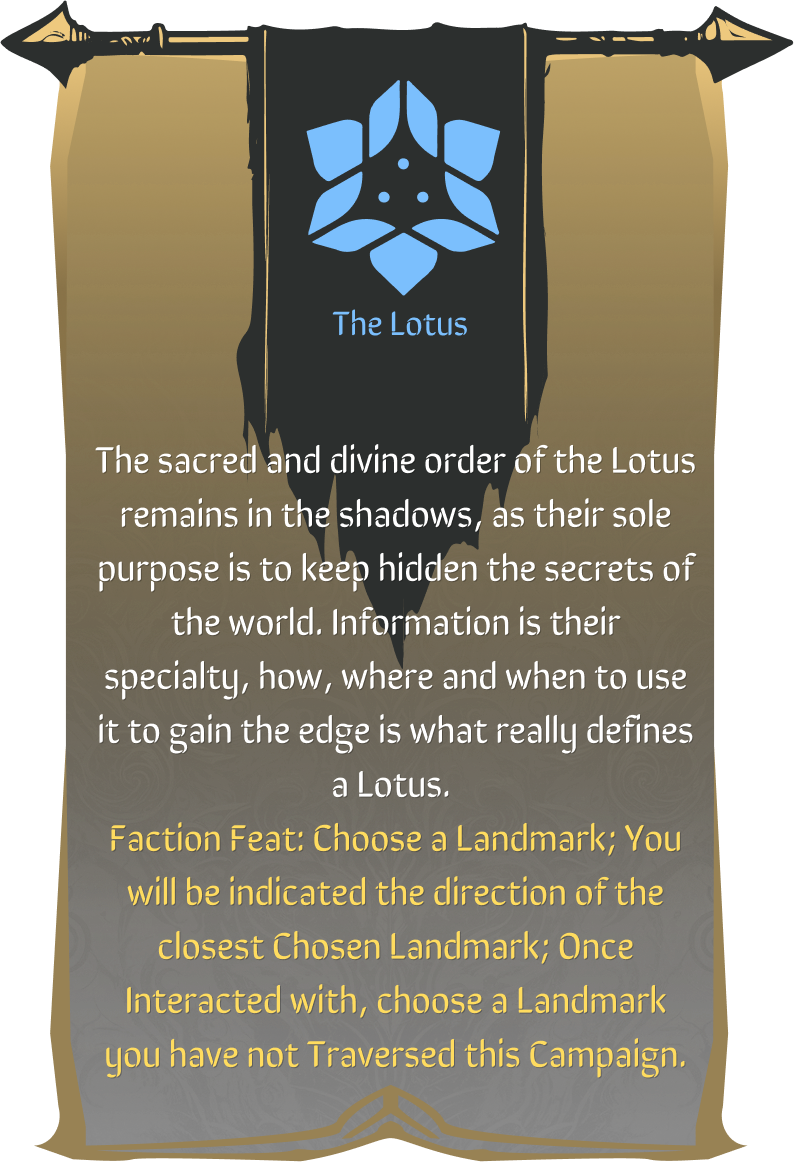 The Lotus
The sacred and divine order of the Lotus
remains in the shadows, as their sole
purpose is to keep hidden the secrets of
the world. Information is their
specialty, how, where and when to use
it to gain the edge is what really defines
a Lotus.
Faction Feat: Choose a Landmark; You
will be indicated the direction of the
closest Chosen Landmark; Once
Interacted with, choose a Landmark
you have not Traversed this Campaign.